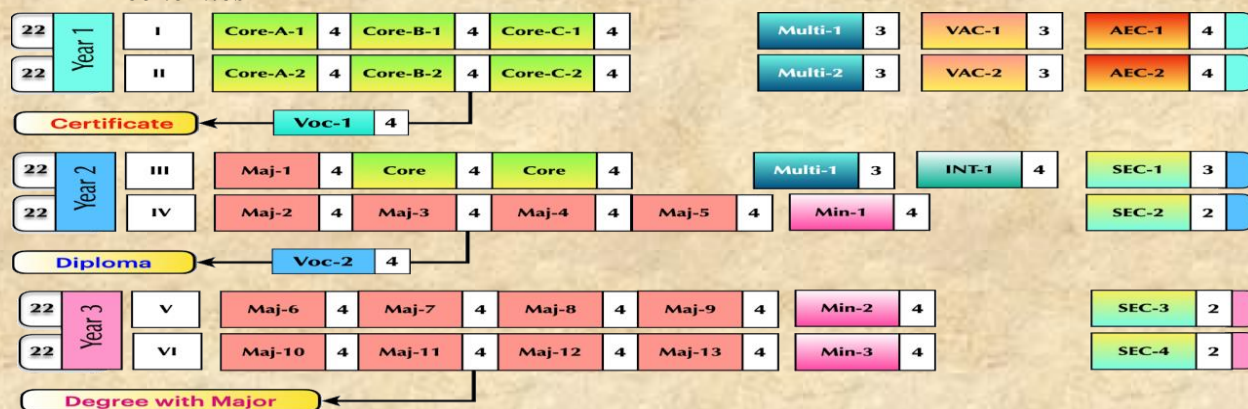 22 Year 1 I Core-A-1 4 Core-B-1 4 Core-C-1 4 Multi-1 3 VAC-1 3 AEC-1 4
22 II Core-A-2 4 Core-B-2 4 Core-C-2 4 Multi-2 3 VAC-2 3 AEC-2 4
Certificate Voc-1 4
22 Year 2 III Maj-1 4 Core 4 Core 4 Multi-1 3 INT-1 4 SEC-1 3
22 IV Maj-2 4 Maj-3 4 Maj-4 4 Maj-5 4 Min-1 4 SEC-2 2
Diploma Voc-2 4
22 Year 3 V Maj-6 4 Maj-7 4 Maj-8 4 Maj-9 4 Min-2 4 SEC-3 2
22 VI Maj-10 4 Maj-11 4 Maj-12 4 Maj-13 4 Min-3 4 SEC-4 2
Degree with Major